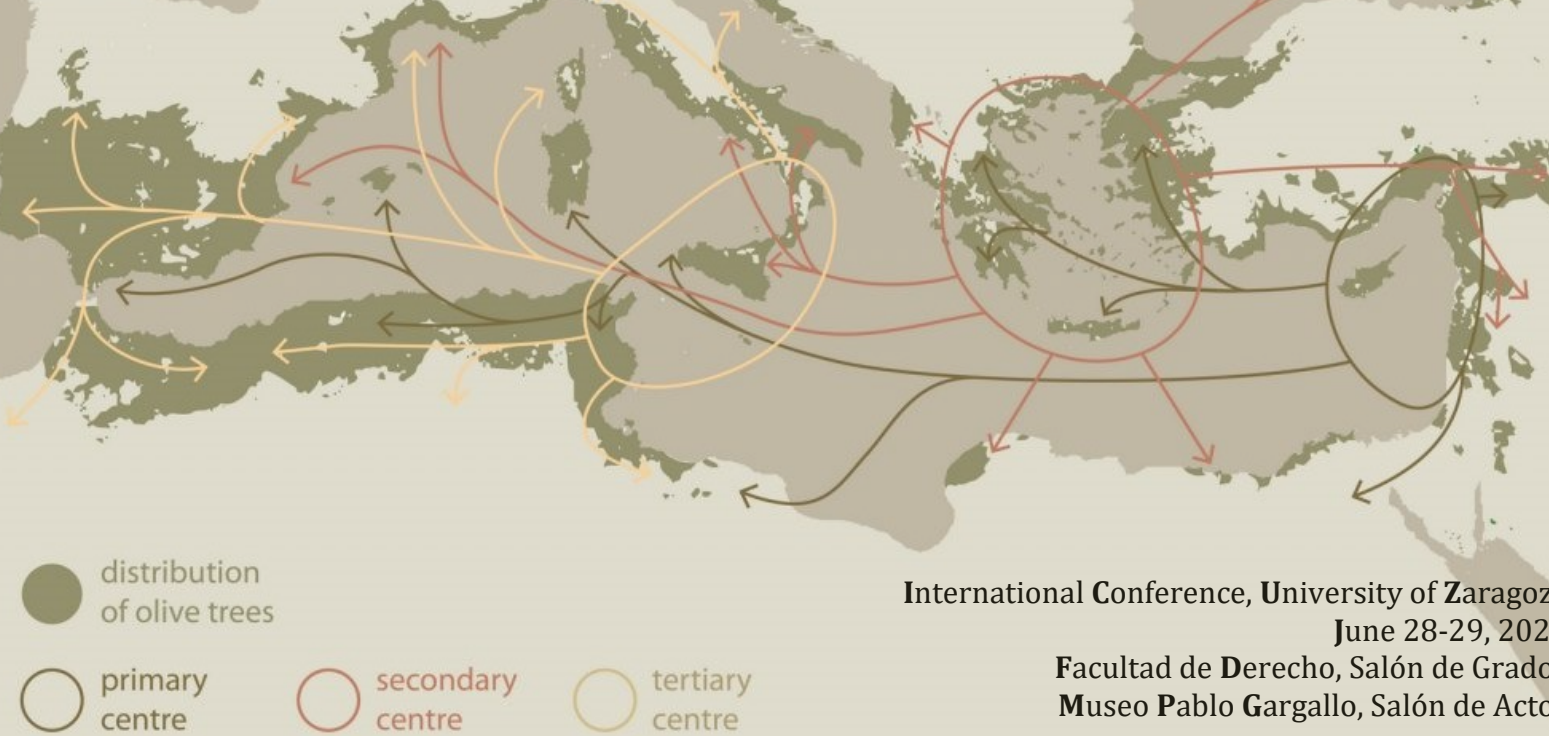 distribution
of olive trees
primary
centre
secondary
centre
tertiary
centre
International Conference, University of Zaragoz
June 28-29, 202
Facultad de Derecho, Salón de Grado
Museo Pablo Gargallo, Salón de Acto